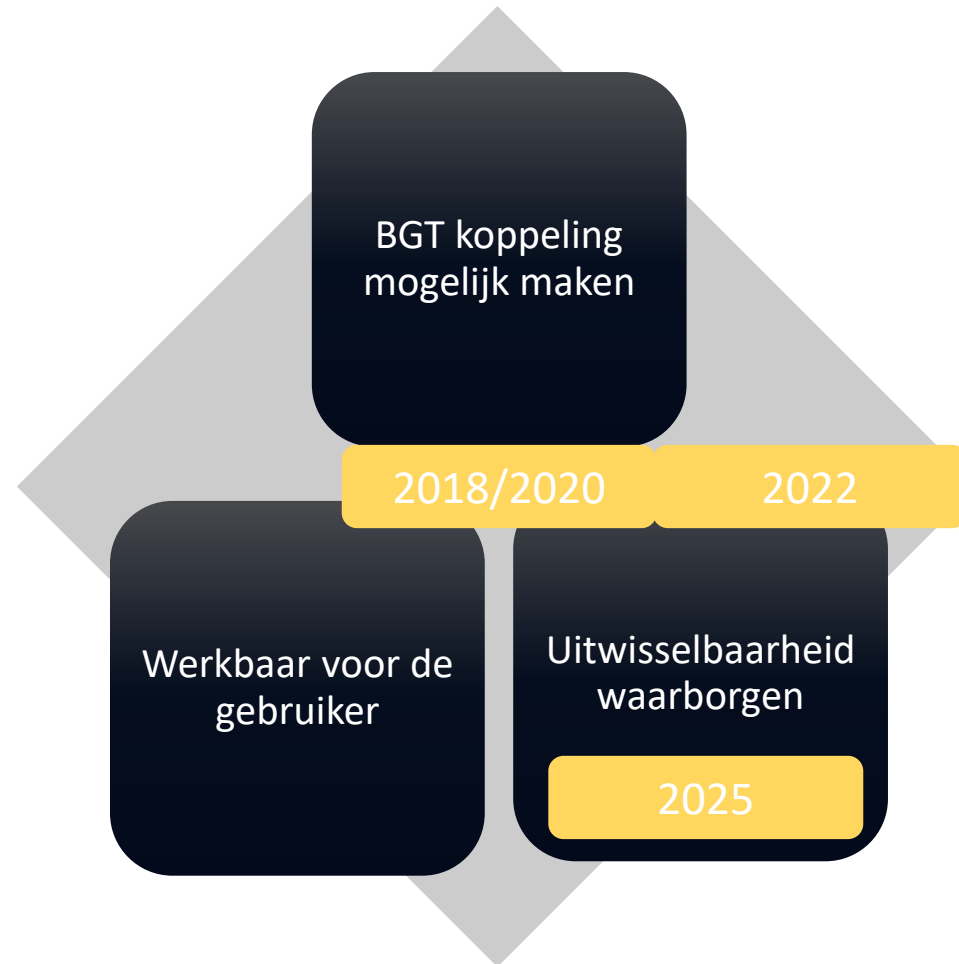 BGT koppeling
mogelijk maken
2018/2020
2022
Werkbaar voor de
gebruiker
Uitwisselbaarheid
waarborgen
2025